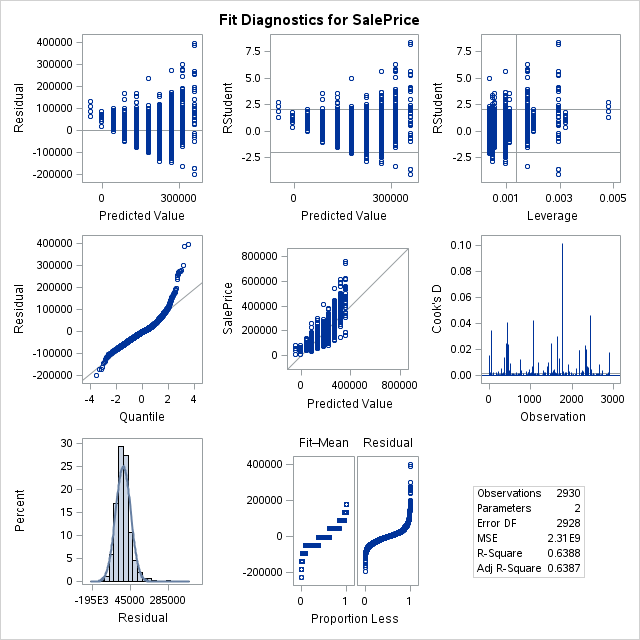 Fit Diagnostics for SalePrice
400000
300000
200000
100000
0
-100000
-200000
Residual
0
300000
Predicted Value
7.5
5.0
2.5
0.0
-2.5
RStudent
0
300000
Predicted Value
7.5
5.0
2.5
0.0
-2.5
RStudent
0.001
0.003
0.005
Leverage
400000
300000
200000
100000
0
-100000
-200000
Residual
-4
-2
0
2
4
Quantile
800000
600000
400000
200000
0
SalePrice
0
400000
800000
Predicted Value
0.10
0.08
0.06
0.04
0.02
0.00
Cook's D
0
1000
2000
3000
Observation
30
25
20
15
10
5
0
Percent
-195E3
45000
285000
Residual
Fit–Mean
Residual
400000
200000
0
-200000
0
1
0
1
Proportion Less
Observations 2930
Parameters 2
Error DF 2928
MSE 2.31E9
R-Square 0.6388
Adj R-Square 0.6387